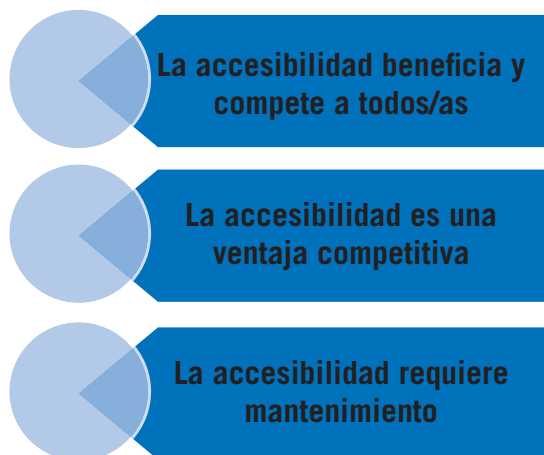 La accesibilidad beneficia y
compete a todos/as
La accesibilidad es una
ventaja competitiva
La accesibilidad requiere
mantenimiento